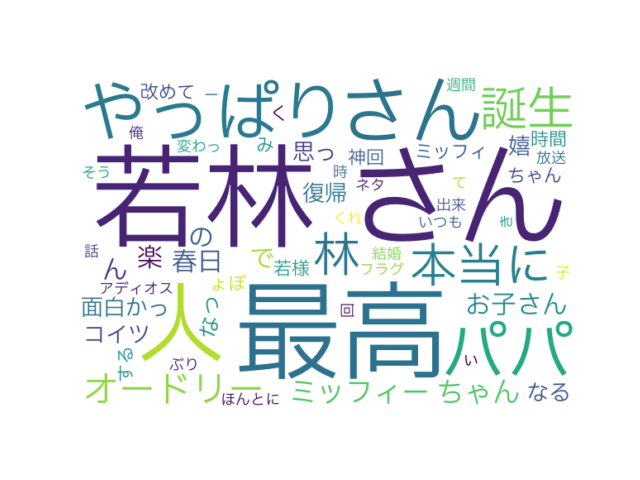 改めて
ー
く
週間
やっぱり さん
誕生
俺
変わっ
み
思っ
神回
ミッフィ
嬉
時間
放送
そう
若林 さん
時
ネタ
て
ちゃん
復帰
出来
くれ
いつも
の
ん
話
楽
春日
で
若様
林
結婚
フラグ
本当に
子
アディオス
ょぼ
面白かっ
人
なっ
最高
回
お子さん
コイツ
パパ
する
ぶり
い
オードリー
ほんとに
ミッフィー ちゃん
なる